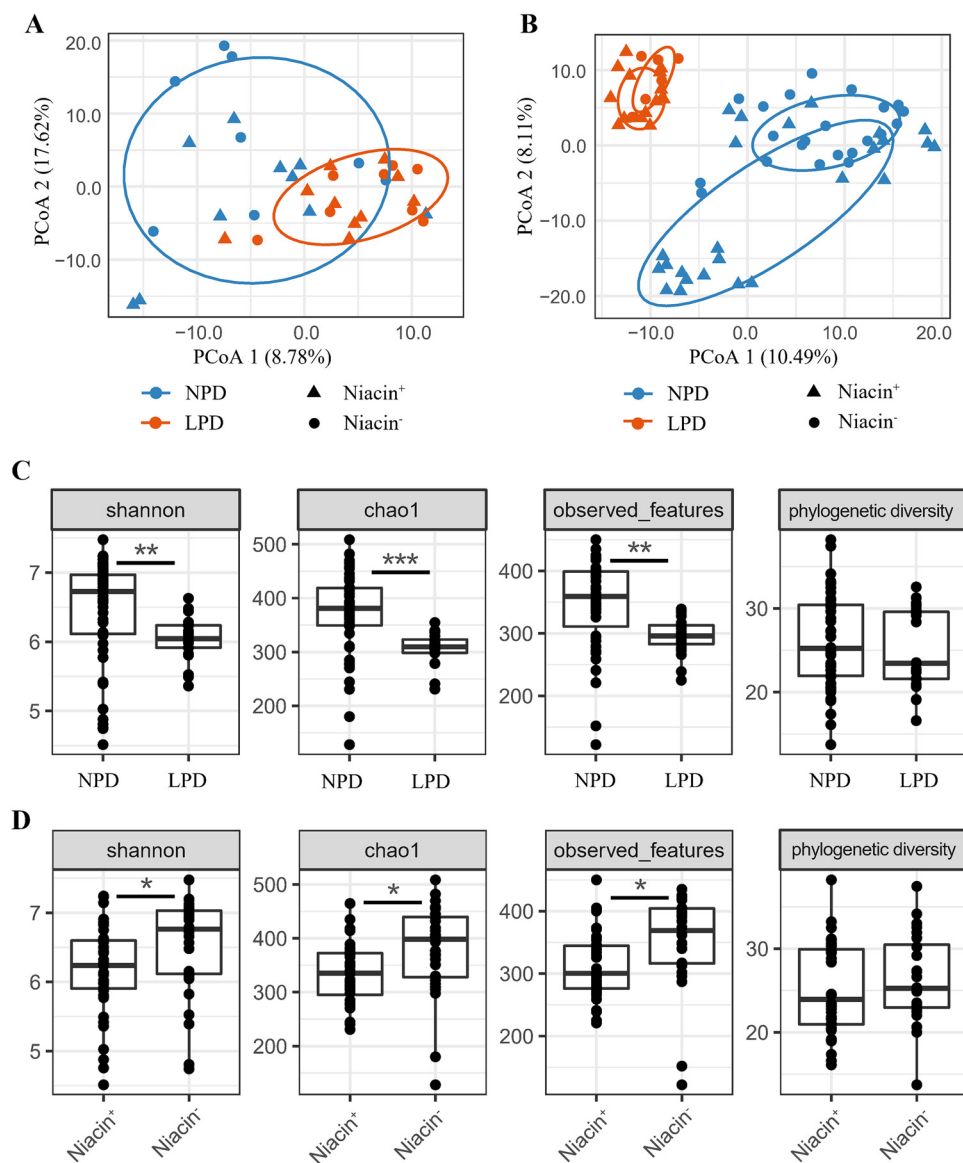 A
20.0
10.0
0.0
−10.0
PCoA 2 (17.62%)
−10.0
0.0
10.0
PCoA 1 (8.78%)
NPD
Niacin⁺
LPD
Niacin⁻
B
10.0
0.0
−10.0
−20.0
PCoA 2 (8.11%)
−10.0
0.0
10.0
20.0
PCoA 1 (10.49%)
NPD
Niacin⁺
LPD
Niacin⁻
C
shannon
**
7
6
5
NPD
LPD
chao1
***
500
400
300
200
NPD
LPD
observed_features
**
400
300
200
NPD
LPD
phylogenetic diversity
30
20
NPD
LPD
D
shannon
*
7
6
5
Niacin⁺
Niacin⁻
chao1
*
500
400
300
200
Niacin⁺
Niacin⁻
observed_features
*
400
300
200
Niacin⁺
Niacin⁻
phylogenetic diversity
30
20
Niacin⁺
Niacin⁻